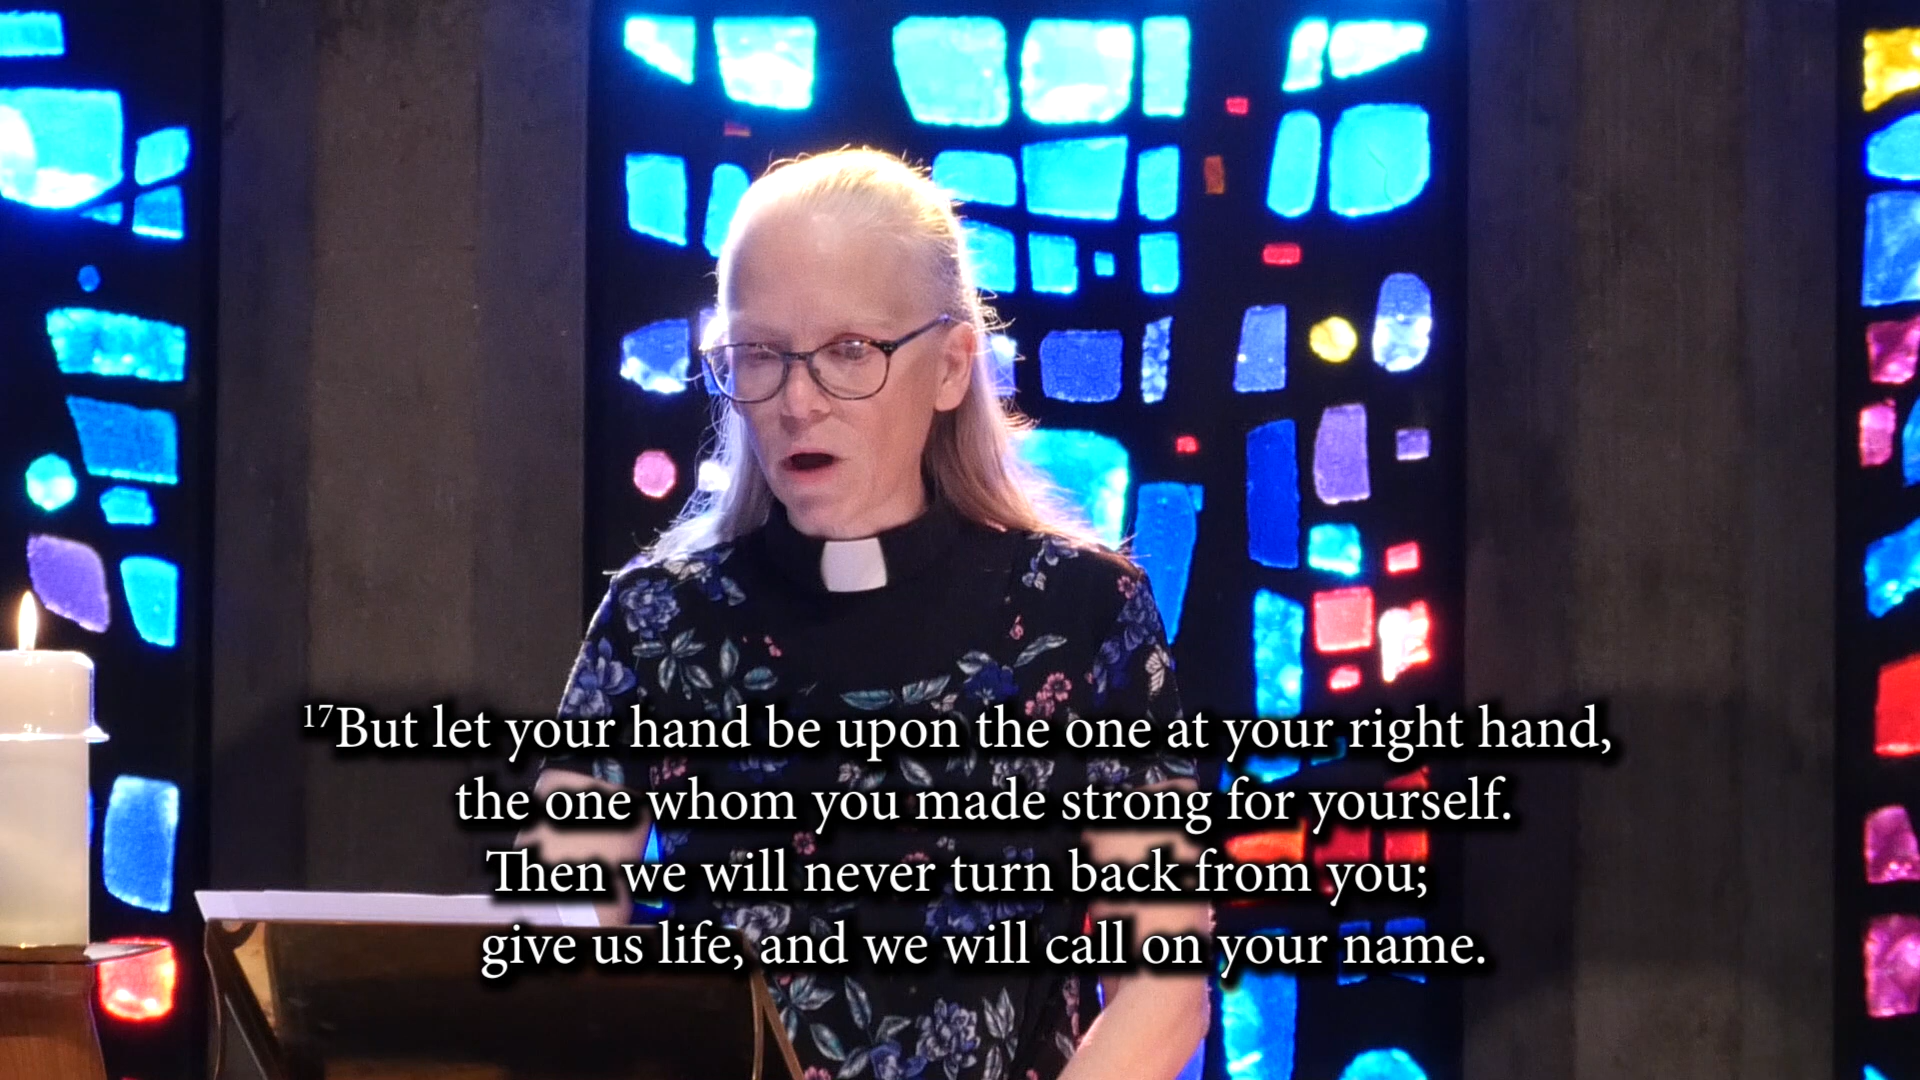 ¹⁷But let your hand be upon the one at your right hand,
the one whom you made strong for yourself.
Then we will never turn back from you;
give us life, and we will call on your name.